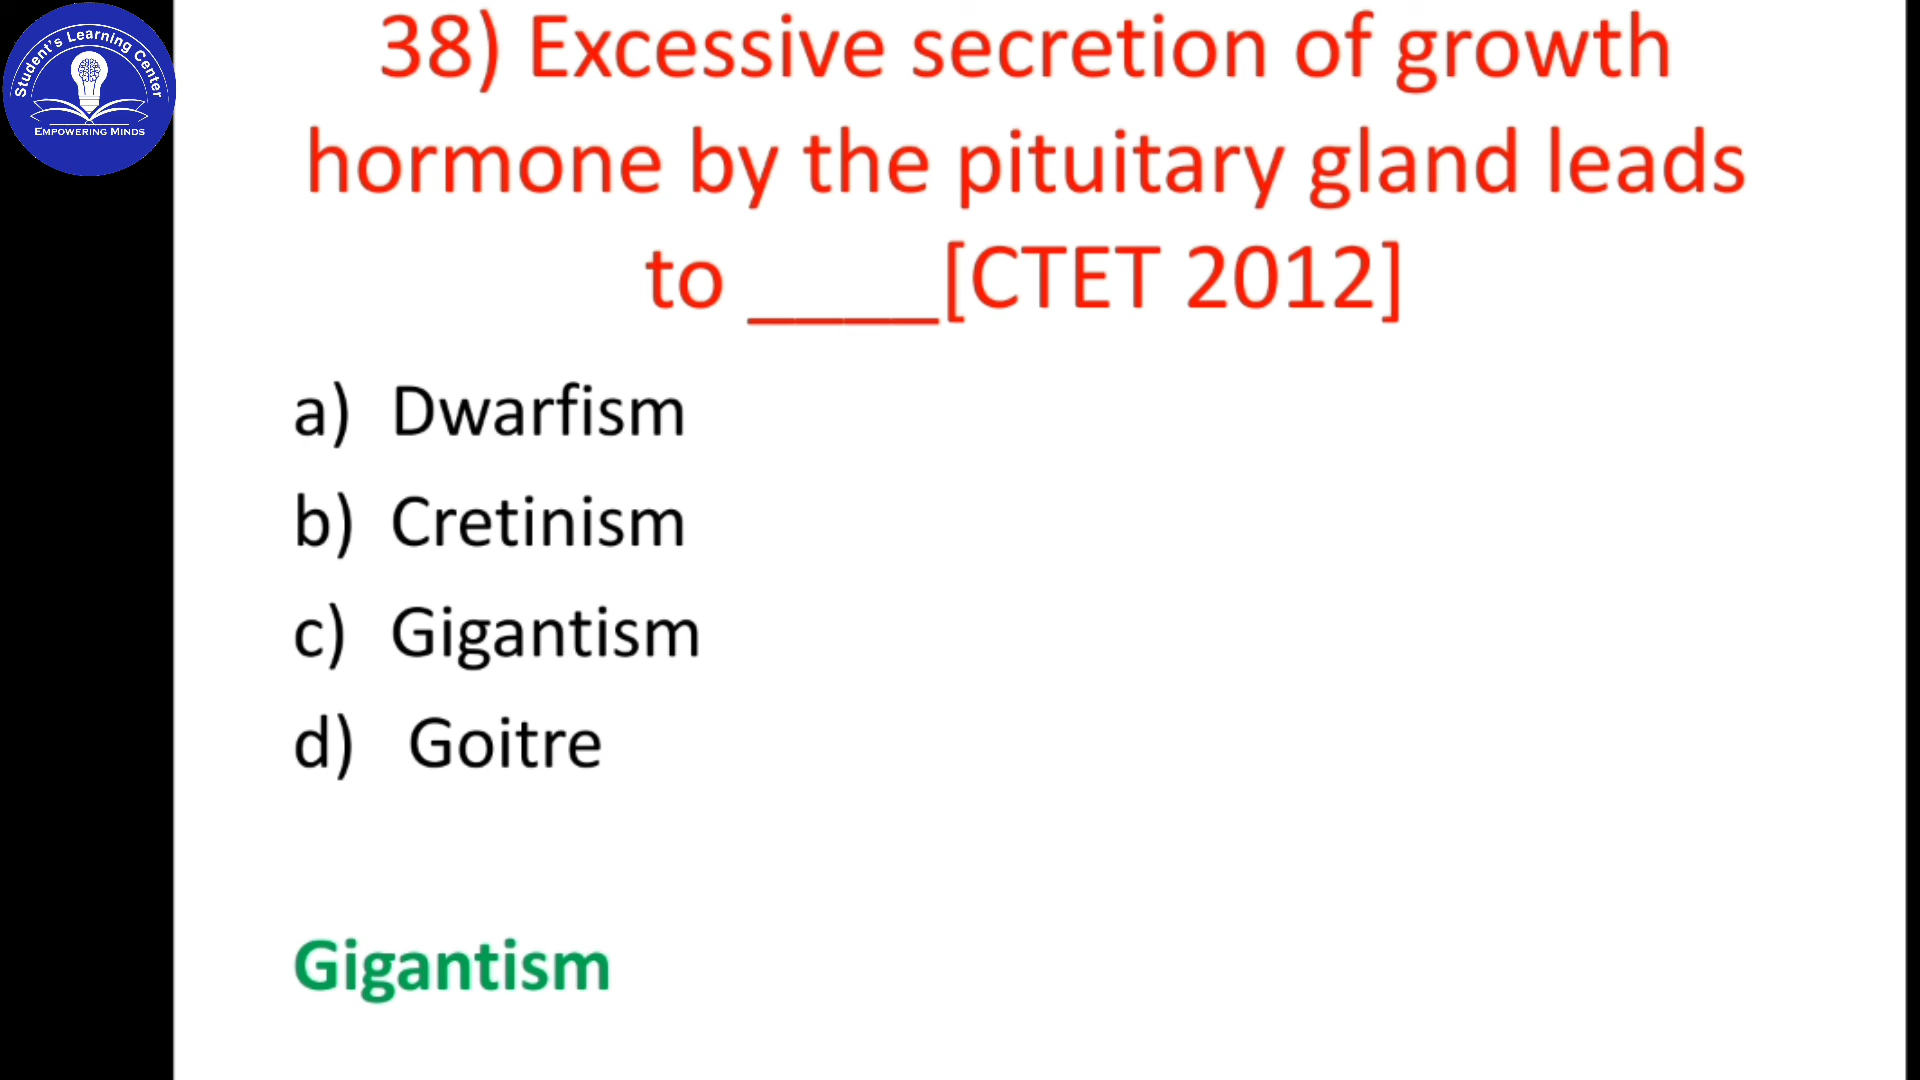 Student's Learning Center
EMPOWERING MINDS
38) Excessive secretion of growth
hormone by the pituitary gland leads
to ____[CTET 2012]
a) Dwarfism
b) Cretinism
c) Gigantism
d) Goitre
Gigantism